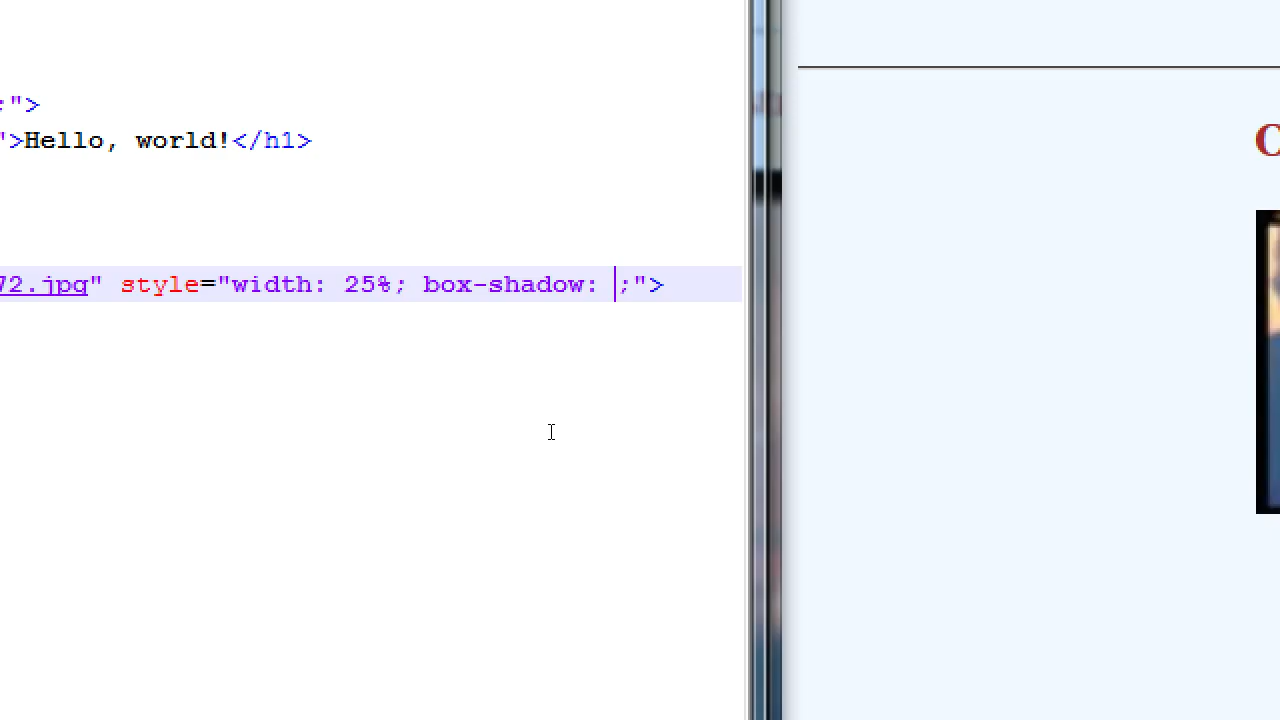 :">
">Hello, world!</h1>
72.jpg" style="width: 25%; box-shadow: ;">